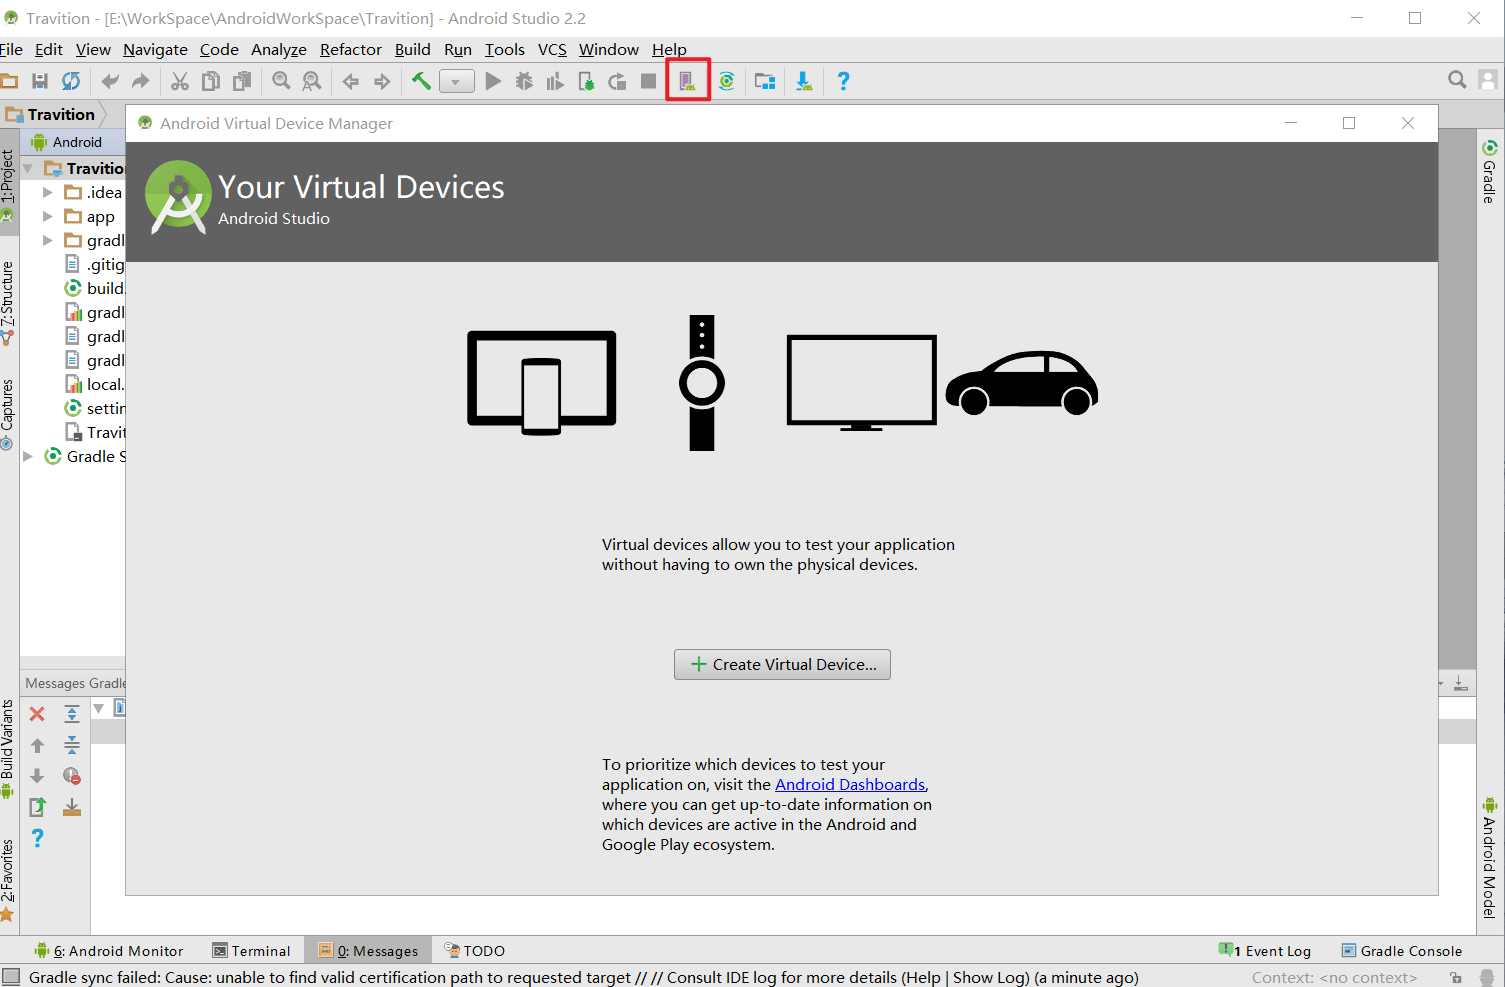 Travition - [E:\WorkSpace\AndroidWorkSpace\Travition] - Android Studio 2.2
File Edit View Navigate Code Analyze Refactor Build Run Tools VCS Window Help
Travition
Android Virtual Device Manager
Android
Your Virtual Devices
Android Studio
1: Project
7: Structure
Captures
Build Variants
2: Favorites
Travitio
.idea
app
gradl
.gitig
build.
gradl
gradl
gradl
local.
settin
Travit
Gradle S
Virtual devices allow you to test your application
without having to own the physical devices.
Create Virtual Device...
To prioritize which devices to test your
application on, visit the Android Dashboards,
where you can get up-to-date information on
which devices are active in the Android and
Google Play ecosystem.
Gradle
Android Model
Messages Gradle
6: Android Monitor Terminal 0: Messages TODO 1 Event Log Gradle Console
Gradle sync failed: Cause: unable to find valid certification path to requested target // // Consult IDE log for more details (Help | Show Log) (a minute ago) Context: <no context>